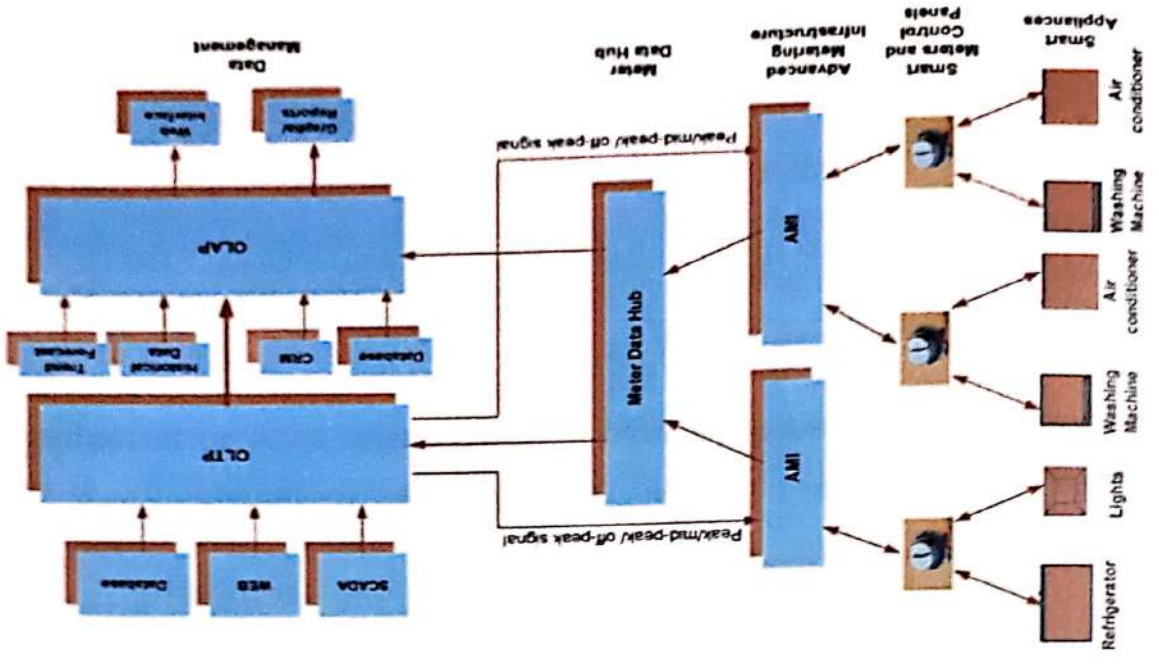 Smart
Appliances
Smart
Meters and
Control
Panels
Advanced
Metering
Infrastructure
Meter
Data Hub
Data
Management
Air
conditioner
Washing
Machine
Air
conditioner
Washing
Machine
Lights
Refrigerator
AMI
AMI
Peak/mid-peak/ off-peak signal
Peak/mid-peak/ off-peak signal
Meter Data Hub
Web
Interface
Graphs/
Reports
OLAP
Trend
Forecast
Historical
Data
CRM
Database
OLTP
Database
WEB
SCADA